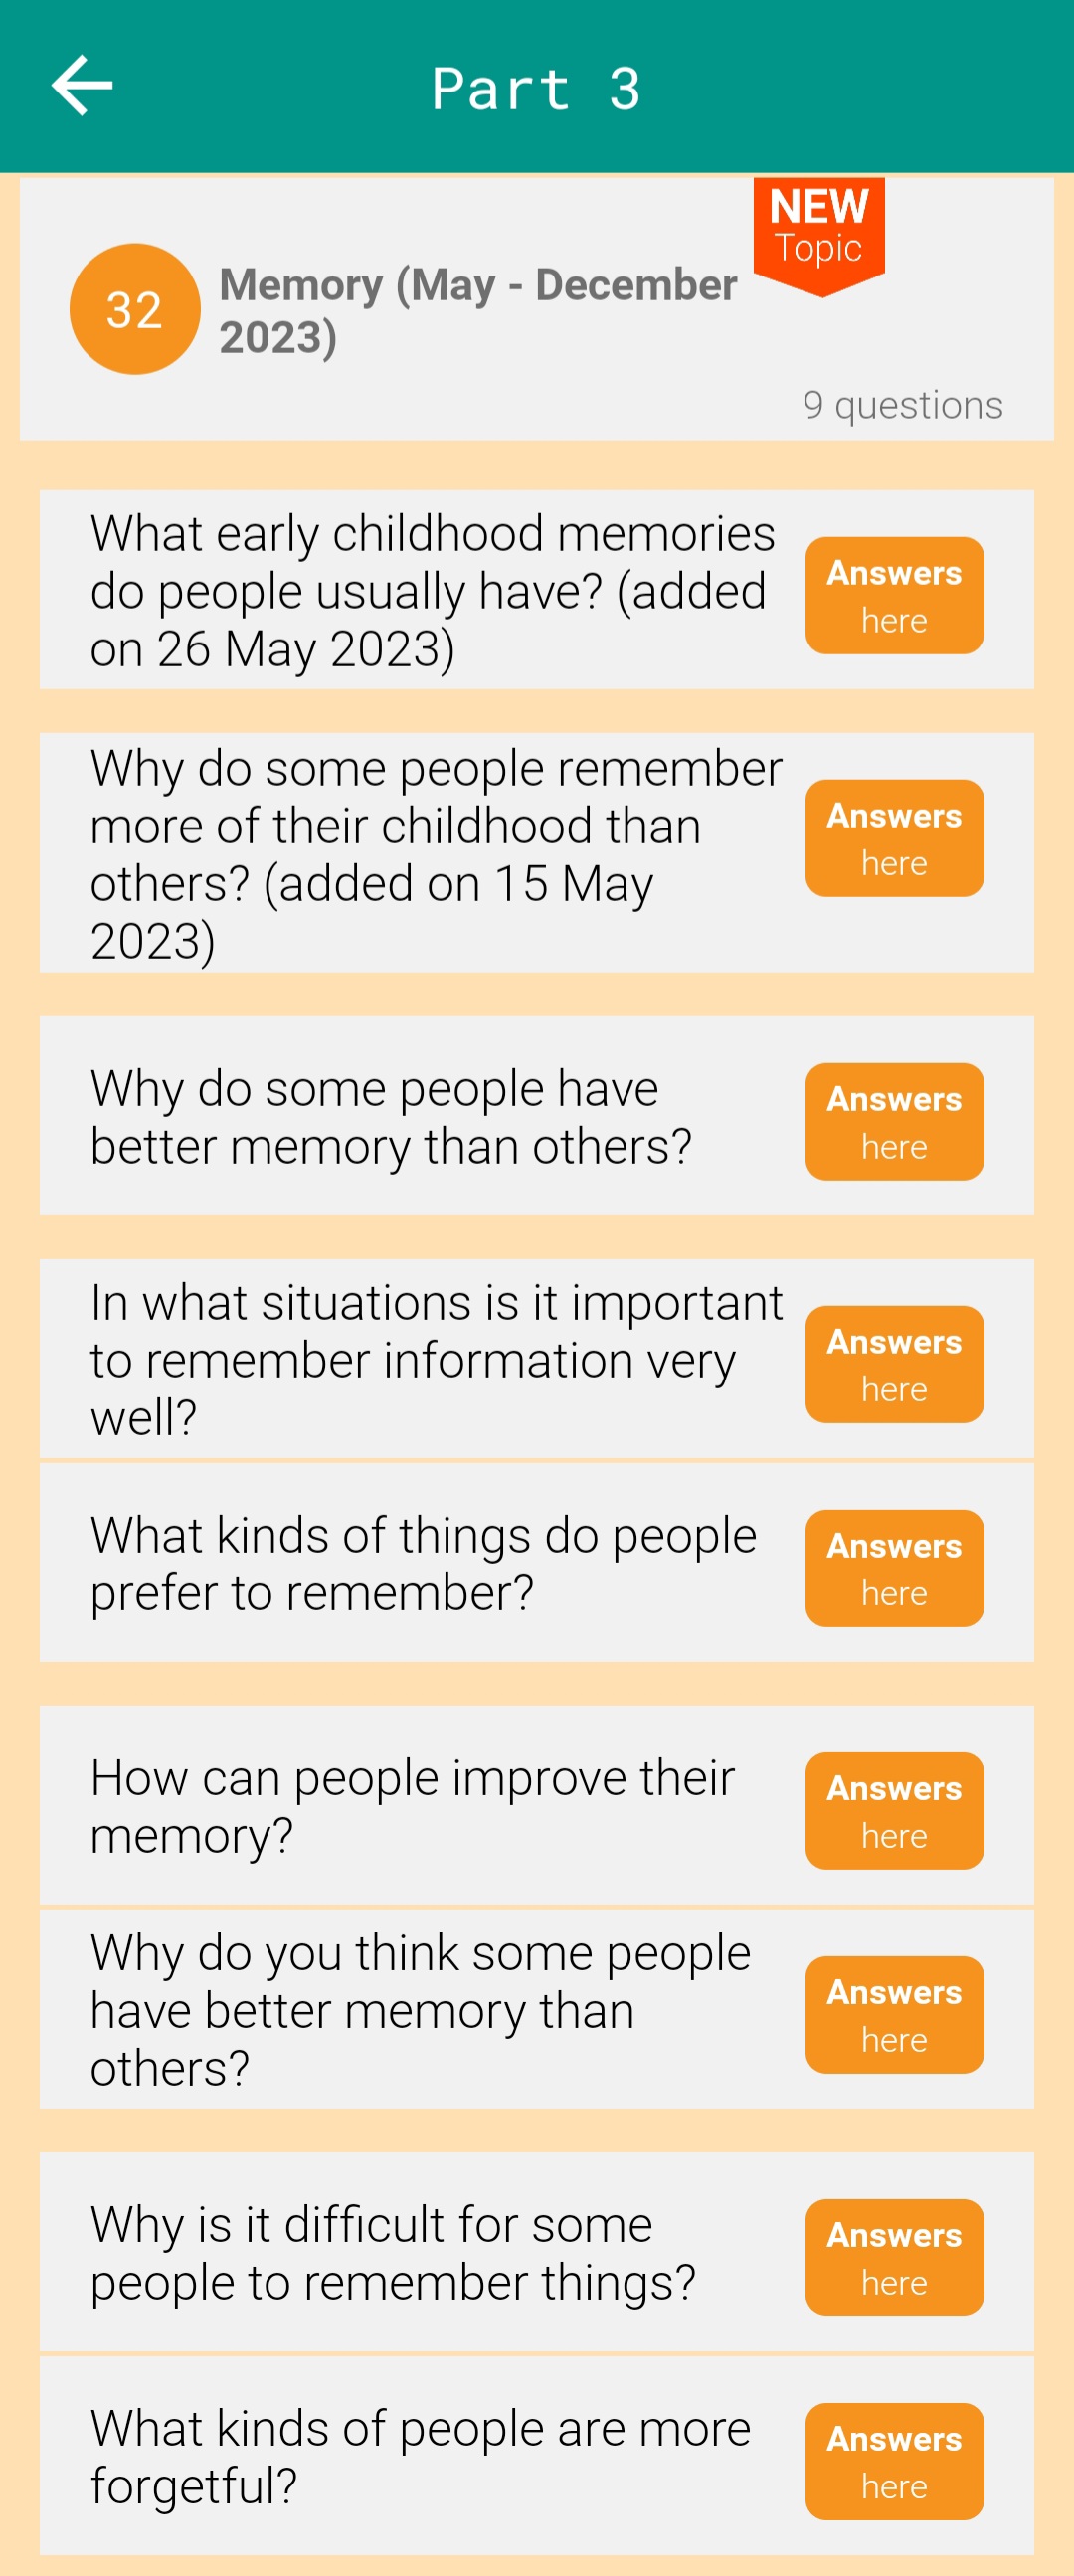 Part 3
NEW
Topic
32
Memory (May - December
2023)
9 questions
What early childhood memories
do people usually have? (added
on 26 May 2023)
Answers
here
Why do some people remember
more of their childhood than
others? (added on 15 May
2023)
Answers
here
Why do some people have
better memory than others?
Answers
here
In what situations is it important
to remember information very
well?
Answers
here
What kinds of things do people
prefer to remember?
Answers
here
How can people improve their
memory?
Answers
here
Why do you think some people
have better memory than
others?
Answers
here
Why is it difficult for some
people to remember things?
Answers
here
What kinds of people are more
forgetful?
Answers
here